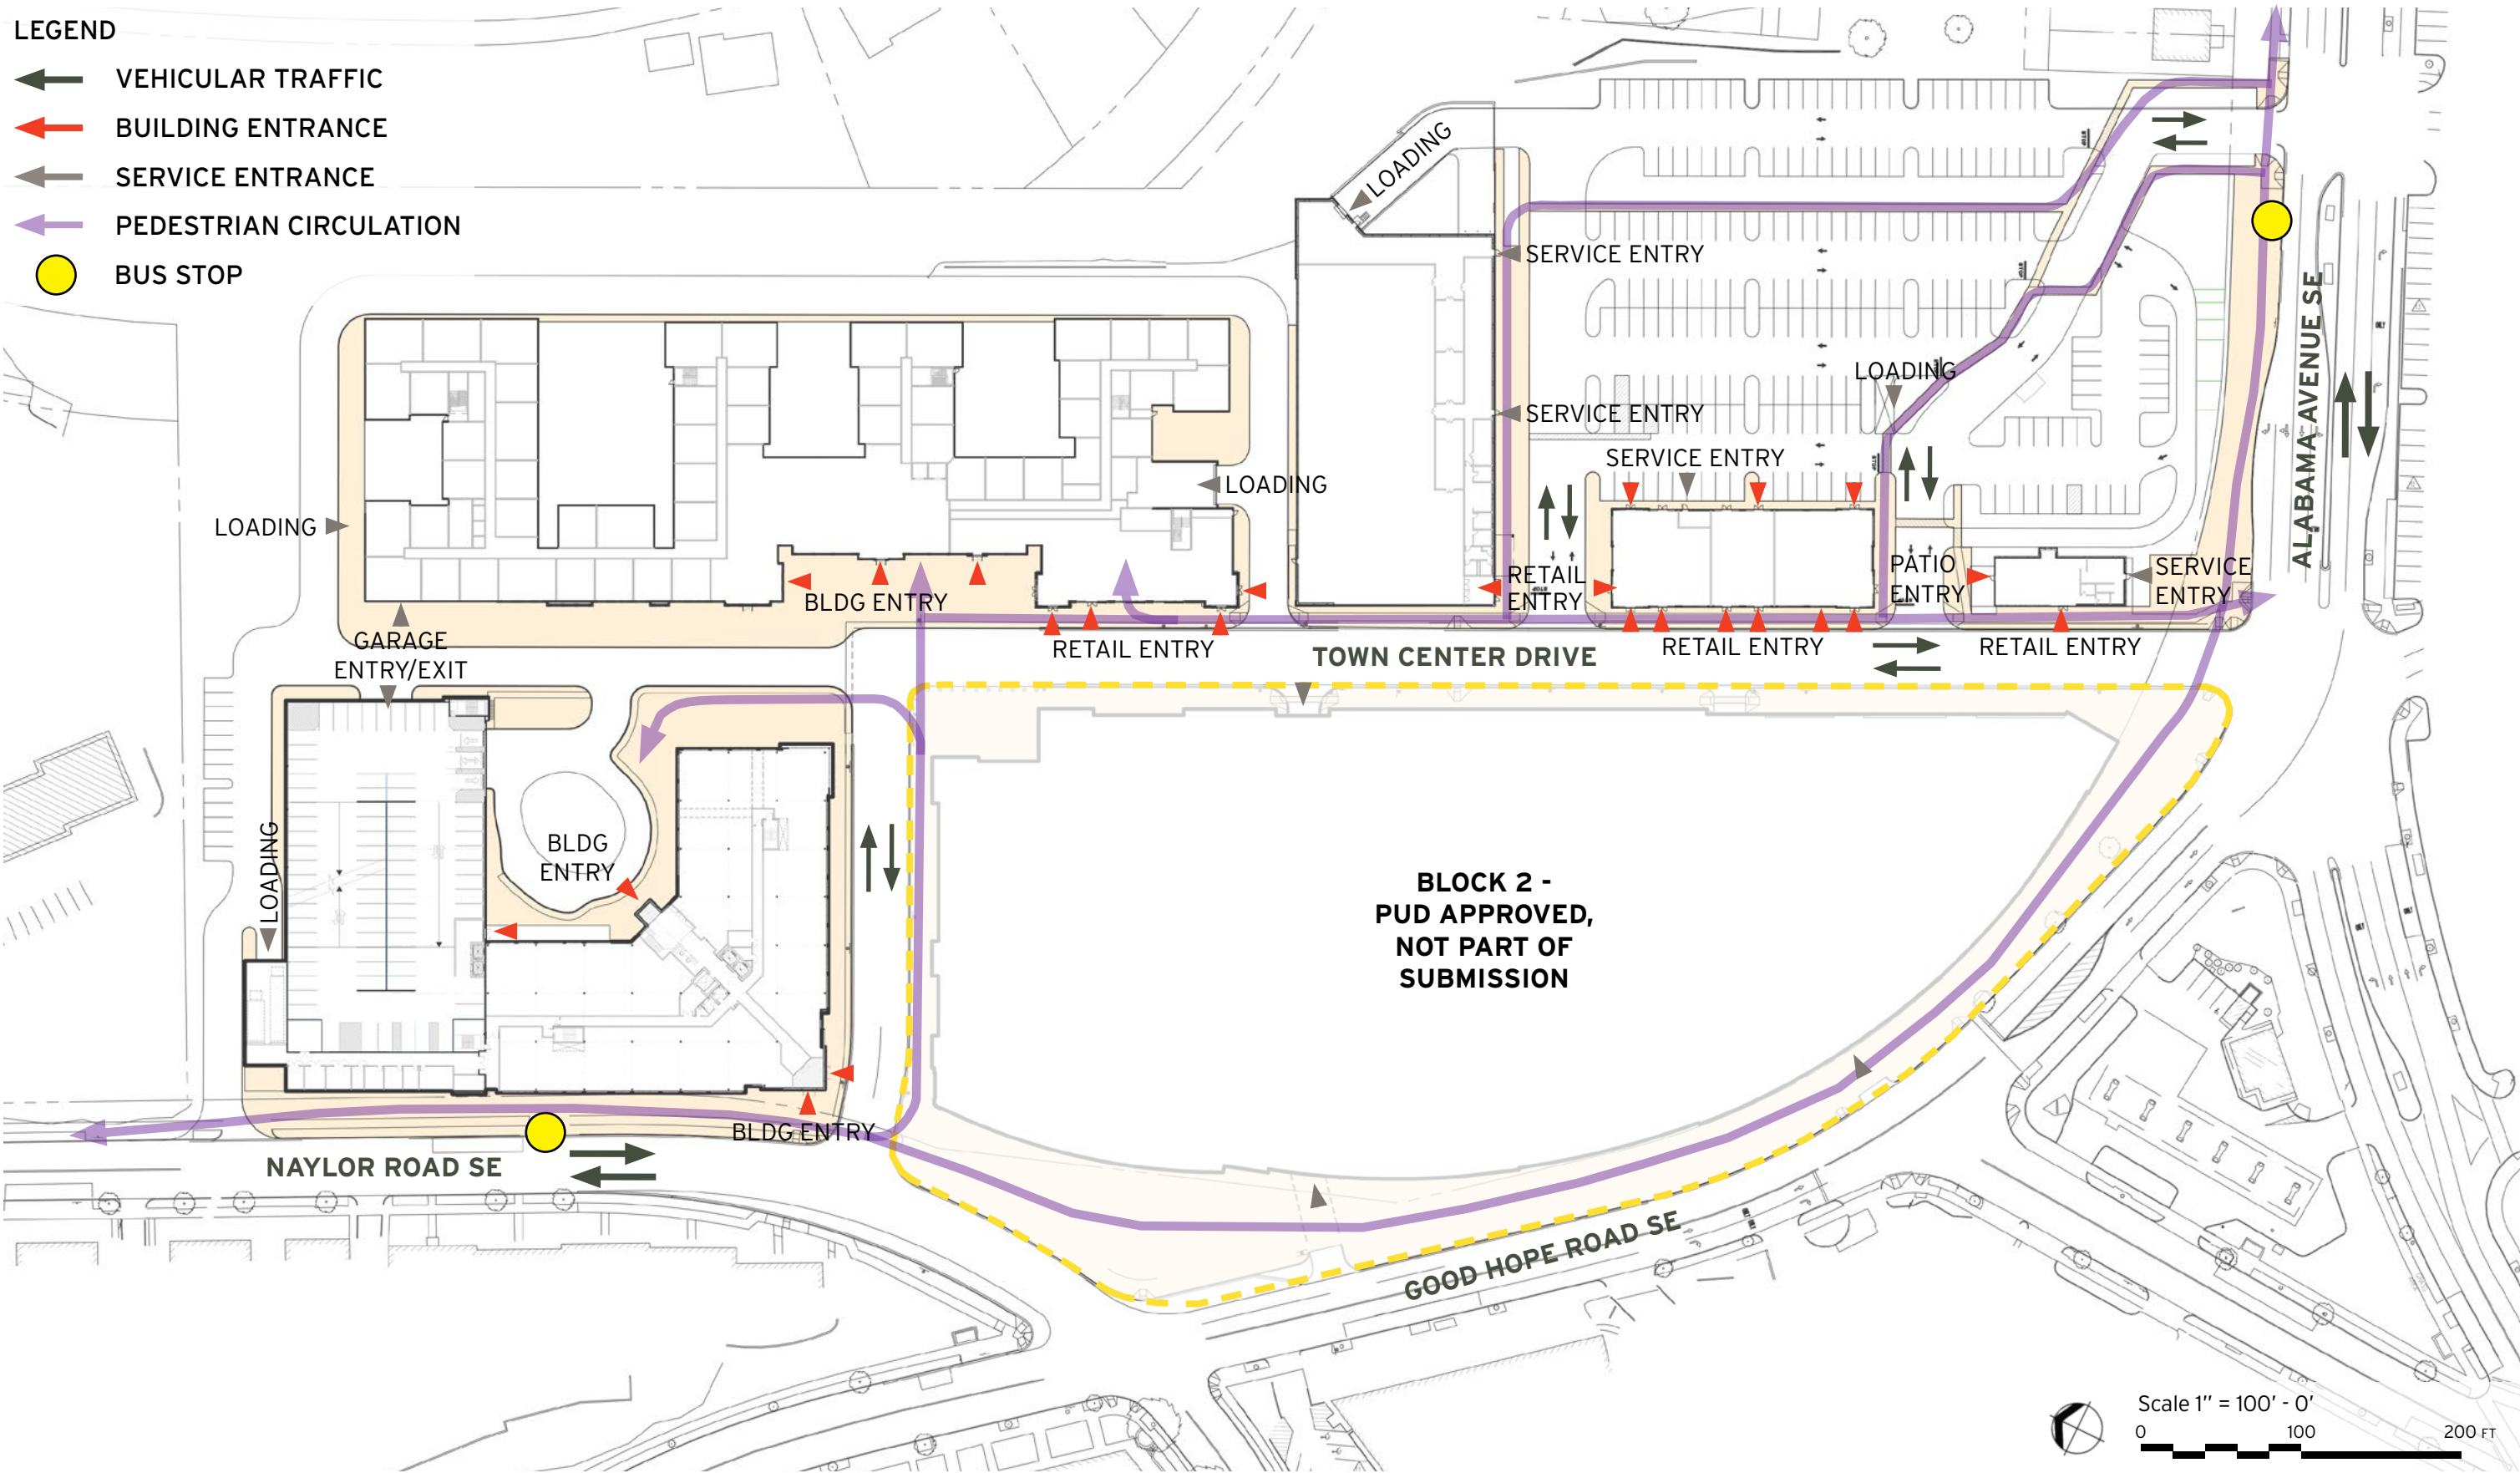 LEGEND
VEHICULAR TRAFFIC
BUILDING ENTRANCE
SERVICE ENTRANCE
PEDESTRIAN CIRCULATION
BUS STOP
LOADING
SERVICE ENTRY
SERVICE ENTRY
LOADING
SERVICE ENTRY
ALABAMA AVENUE SE
LOADING
LOADING
BLDG ENTRY
RETAIL
ENTRY
PATIO
ENTRY
SERVICE
ENTRY
GARAGE
ENTRY/EXIT
RETAIL ENTRY
TOWN CENTER DRIVE
RETAIL ENTRY
RETAIL ENTRY
LOADING
BLDG
ENTRY
BLOCK 2 -
PUD APPROVED,
NOT PART OF
SUBMISSION
BLDG ENTRY
NAYLOR ROAD SE
GOOD HOPE ROAD SE
Scale 1" = 100' - 0'
0 100 200 FT